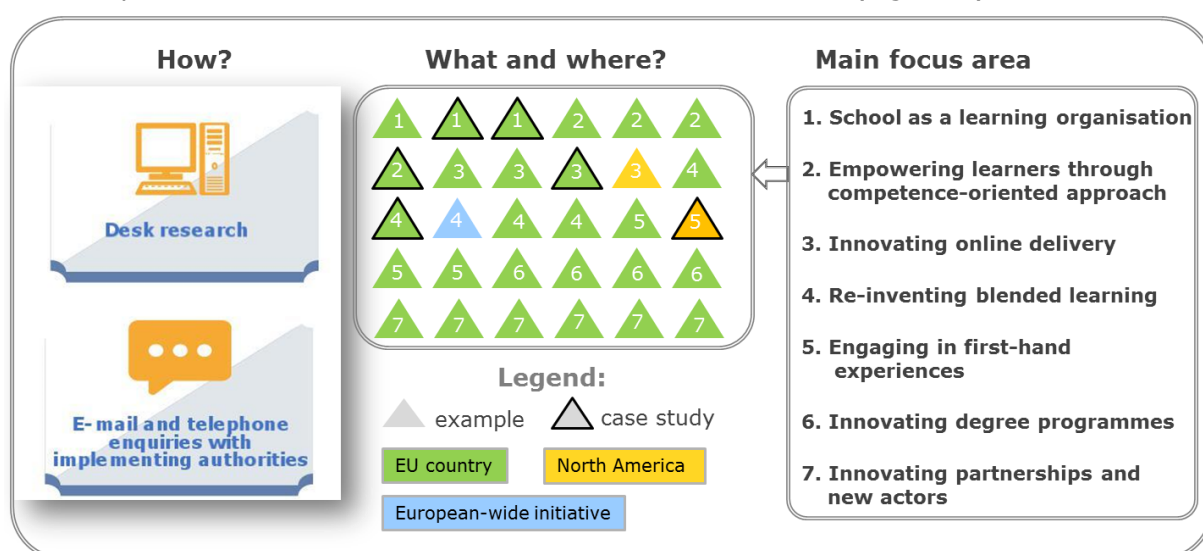 How?
What and where?
Main focus area
Desk research
E-mail and telephone
enquiries with
implementing authorities
1 1 1 2 2 2
2 3 3 3 3 4
4 4 4 4 5 5
5 5 6 6 6 6
7 7 7 7 7 7
Legend:
example
case study
EU country
North America
European-wide initiative
1. School as a learning organisation
2. Empowering learners through
competence-oriented approach
3. Innovating online delivery
4. Re-inventing blended learning
5. Engaging in first-hand
experiences
6. Innovating degree programmes
7. Innovating partnerships and
new actors